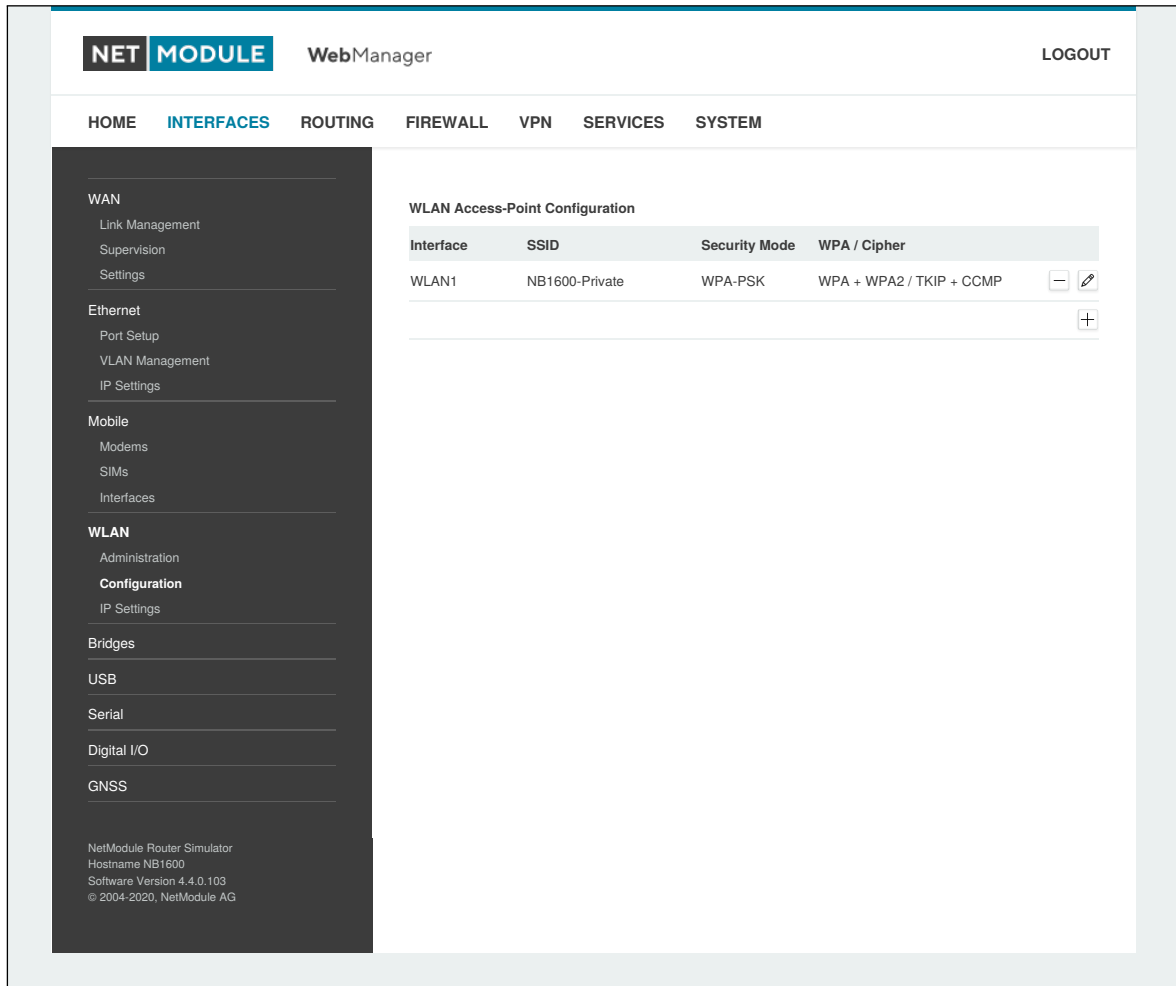 NET MODULE WebManager LOGOUT
HOME INTERFACES ROUTING FIREWALL VPN SERVICES SYSTEM
WAN
Link Management
Supervision
Settings
Ethernet
Port Setup
VLAN Management
IP Settings
Mobile
Modems
SIMs
Interfaces
WLAN
Administration
Configuration
IP Settings
Bridges
USB
Serial
Digital I/O
GNSS
NetModule Router Simulator
Hostname NB1600
Software Version 4.4.0.103
© 2004-2020, NetModule AG
WLAN Access-Point Configuration
Interface SSID Security Mode WPA / Cipher
WLAN1 NB1600-Private WPA-PSK WPA + WPA2 / TKIP + CCMP